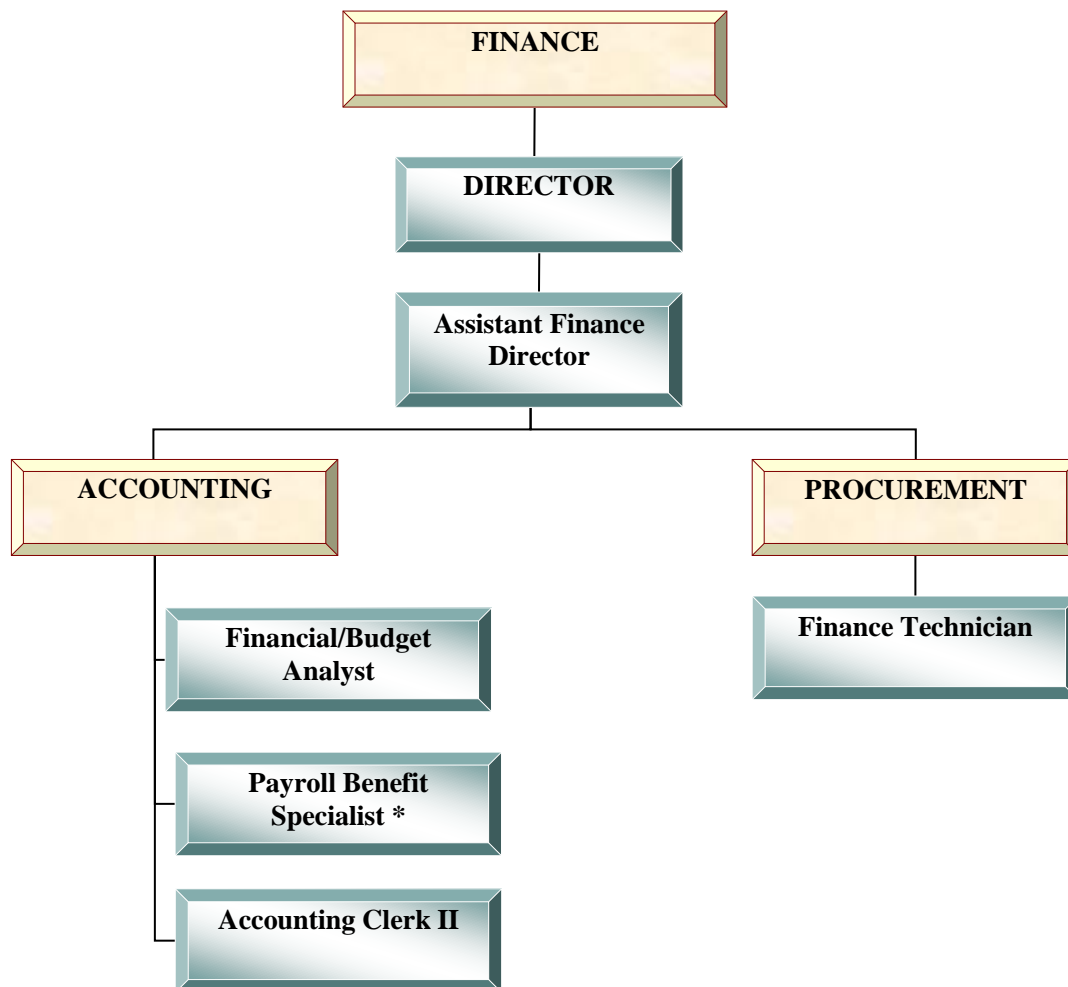 FINANCE
DIRECTOR
Assistant Finance
Director
ACCOUNTING
PROCUREMENT
Financial/Budget
Analyst
Finance Technician
Payroll Benefit
Specialist *
Accounting Clerk II